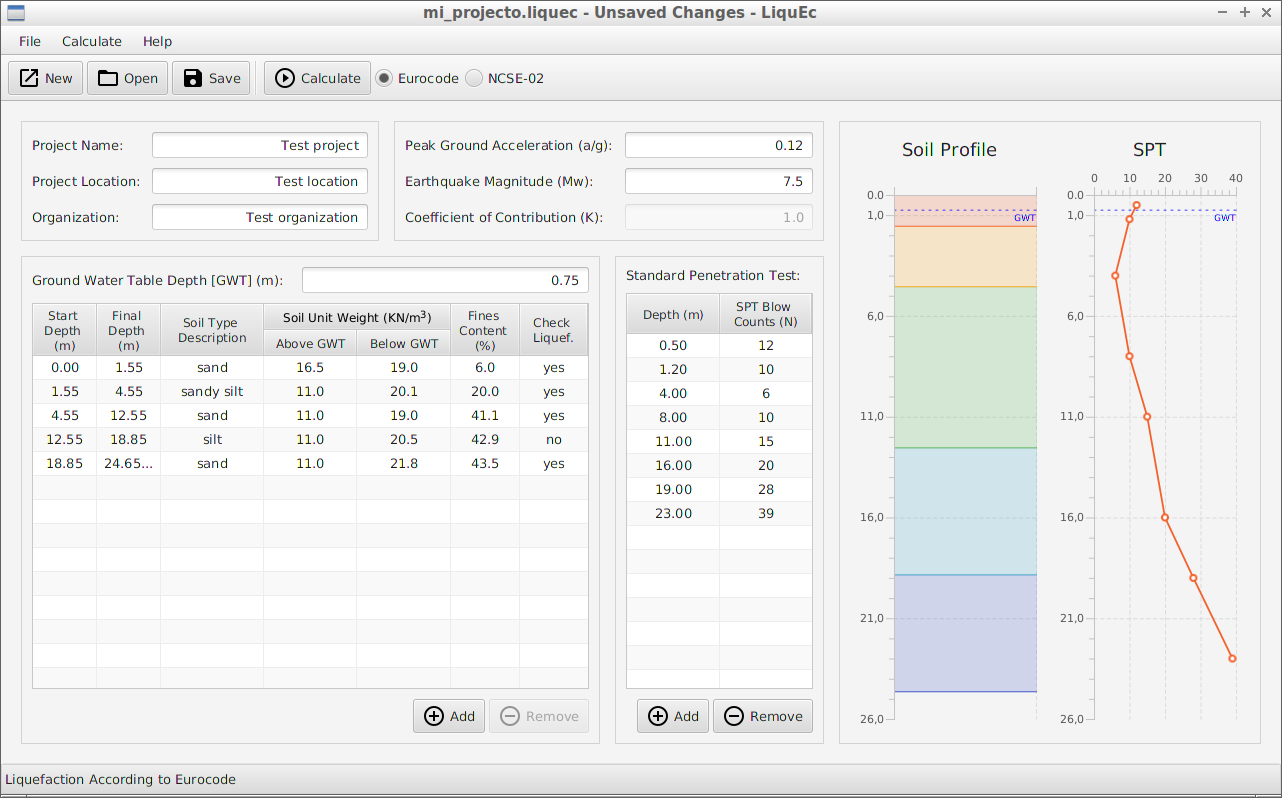 mi_projecto.liquec - Unsaved Changes - LiquEc
File Calculate Help
New Open Save Calculate Eurocode NCSE-02
Project Name: Test project
Project Location: Test location
Organization: Test organization
Peak Ground Acceleration (a/g): 0.12
Earthquake Magnitude (Mw): 7.5
Coefficient of Contribution (K): 1.0
Ground Water Table Depth [GWT] (m): 0.75
Start Depth (m) Final Depth (m) Soil Type Description Soil Unit Weight (KN/m³) Above GWT Below GWT Fines Content (%) Check Liquef.
0.00 1.55 sand 16.5 19.0 6.0 yes
1.55 4.55 sandy silt 11.0 20.1 20.0 yes
4.55 12.55 sand 11.0 19.0 41.1 yes
12.55 18.85 silt 11.0 20.5 42.9 no
18.85 24.65... sand 11.0 21.8 43.5 yes
Add Remove
Standard Penetration Test:
Depth (m) SPT Blow Counts (N)
0.50 12
1.20 10
4.00 6
8.00 10
11.00 15
16.00 20
19.00 28
23.00 39
Add Remove
Soil Profile
0.0
1,0
6,0
11,0
16,0
21,0
26,0
GWT
SPT
0 10 20 30 40
0.0
1,0
6,0
11,0
16,0
21,0
26,0
GWT
Liquefaction According to Eurocode